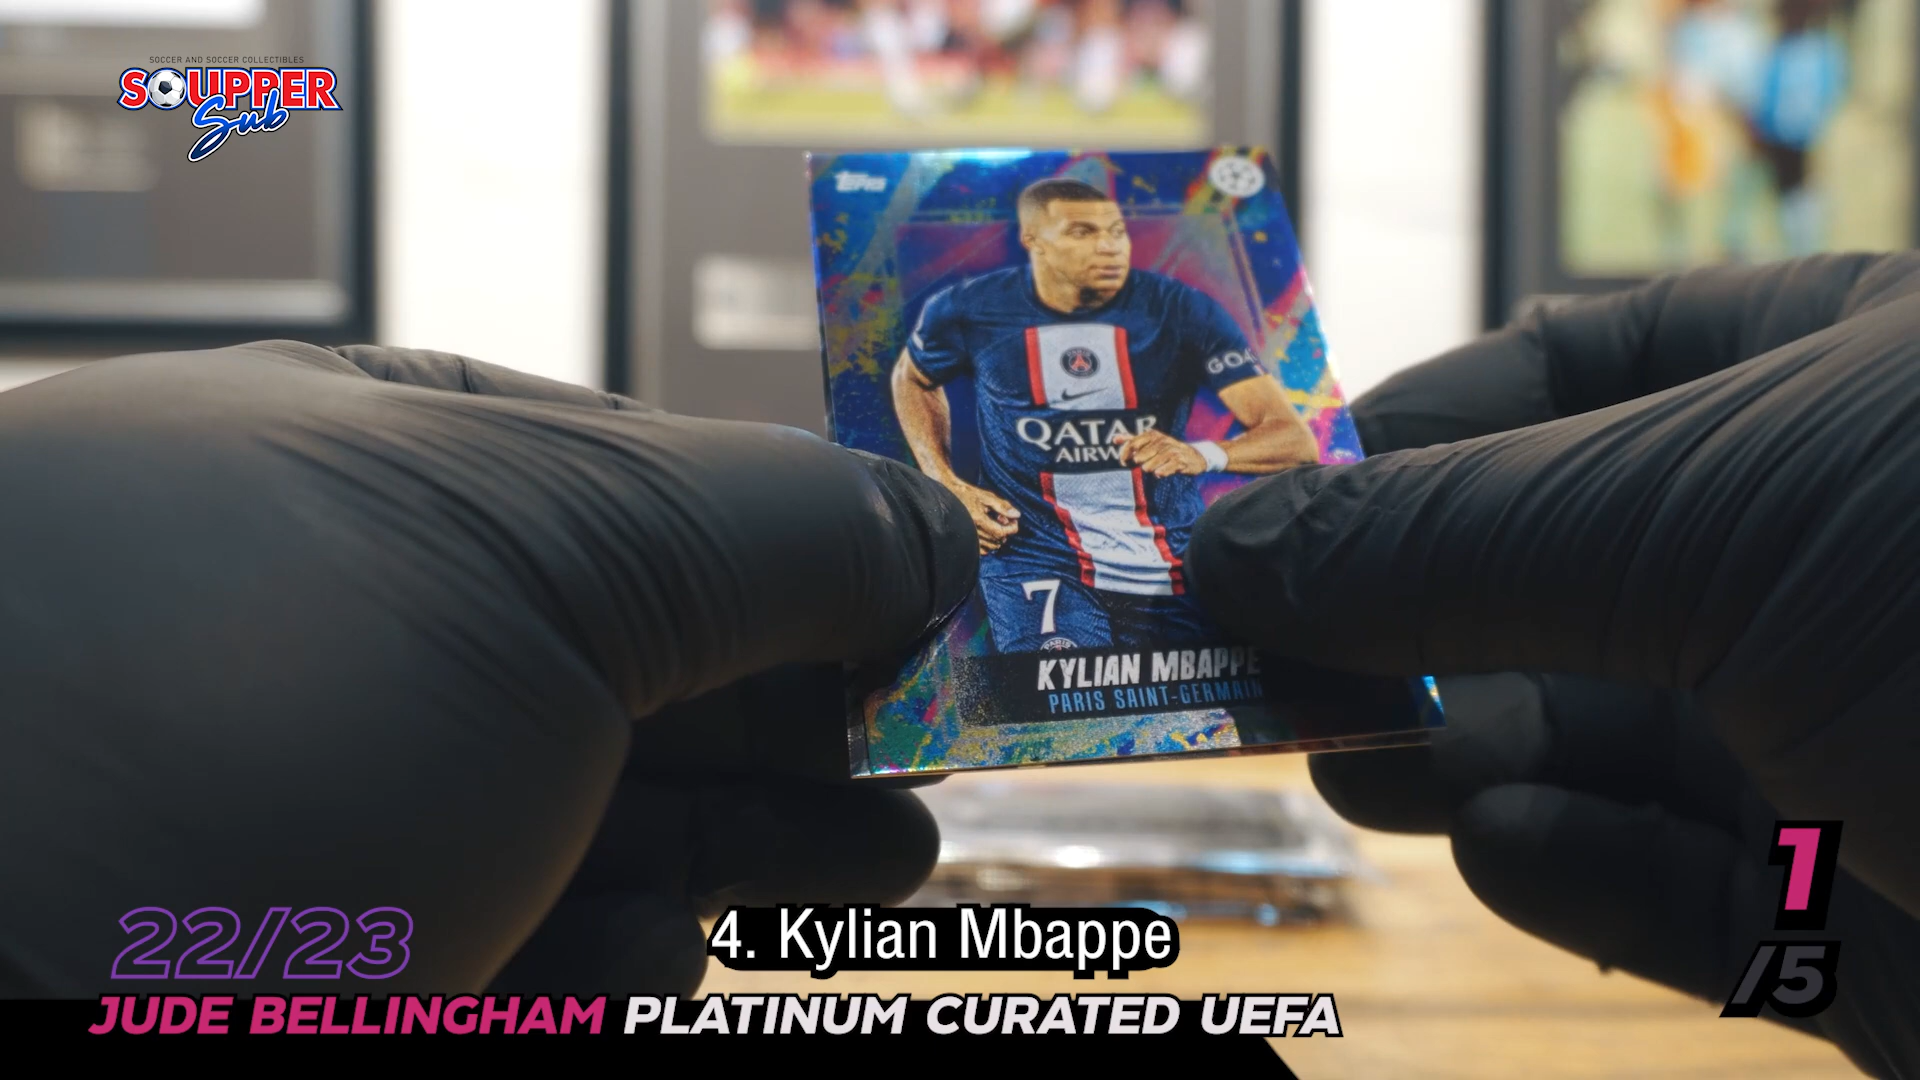 SOCCER AND SOCCER COLLECTIBLES
SOUPPER
Sub
Topps
GOA
QATAR
AIRW
7
PARIS
KYLIAN MBAPPE
PARIS SAINT-GERMAIN
1
/5
22/23
4. Kylian Mbappe
JUDE BELLINGHAM PLATINUM CURATED UEFA